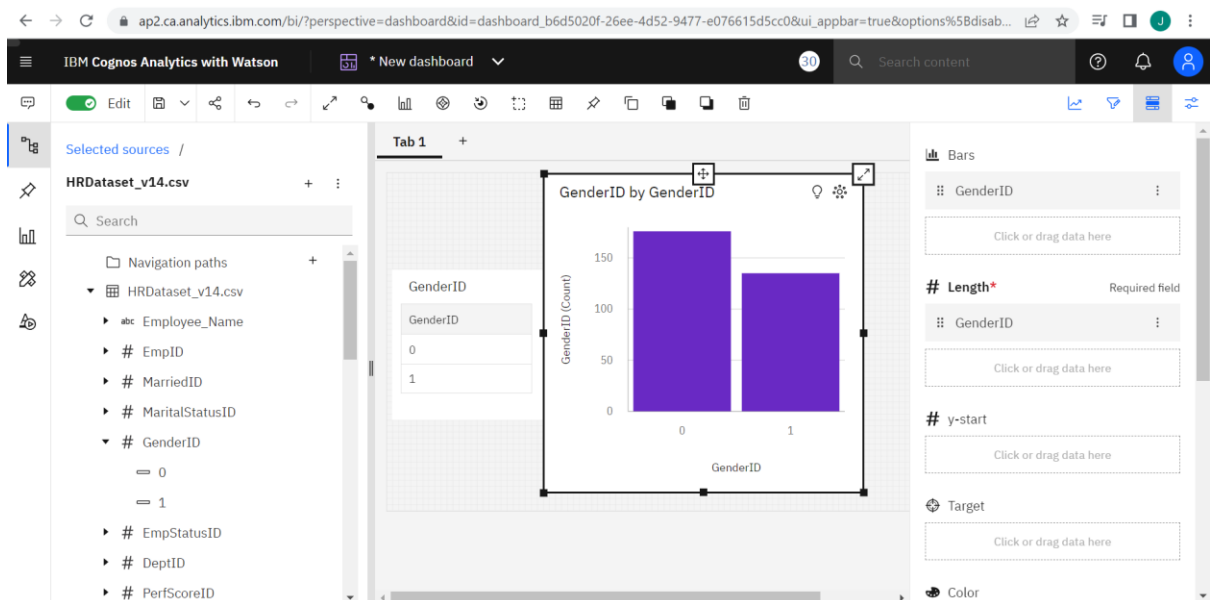 ap2.ca.analytics.ibm.com/bi/?perspective=dashboard&id=dashboard_b6d5020f-26ee-4d52-9477-e076615d5cc0&ui_appbar=true&options%5Bdisab...
J
IBM Cognos Analytics with Watson
* New dashboard
30
Search content
Edit
Selected sources /
HRDataset_v14.csv
Search
Navigation paths
HRDataset_v14.csv
abc Employee_Name
# EmpID
# MarriedID
# MaritalStatusID
# GenderID
0
1
# EmpStatusID
# DeptID
# PerfScoreID
Tab 1 +
GenderID
GenderID
0
1
GenderID by GenderID
GenderID (Count)
150
100
50
0
0 1
GenderID
Bars
GenderID
Click or drag data here
# Length* Required field
GenderID
Click or drag data here
# y-start
Click or drag data here
Target
Click or drag data here
Color